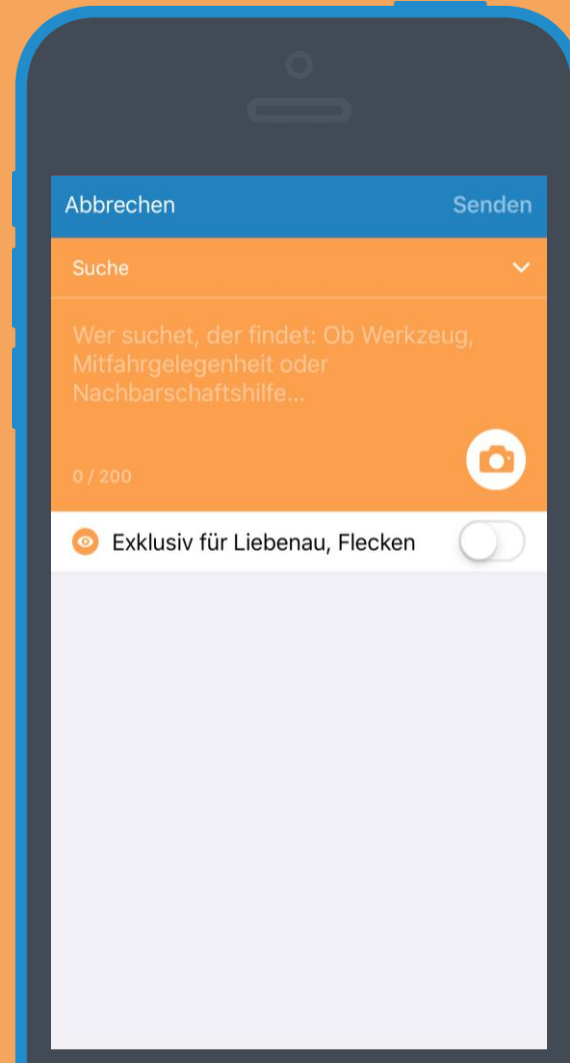 Abbrechen Senden
Suche
Wer suchet, der findet: Ob Werkzeug,
Mitfahrgelegenheit oder
Nachbarschaftshilfe...
0 / 200
Exklusiv für Liebenau, Flecken